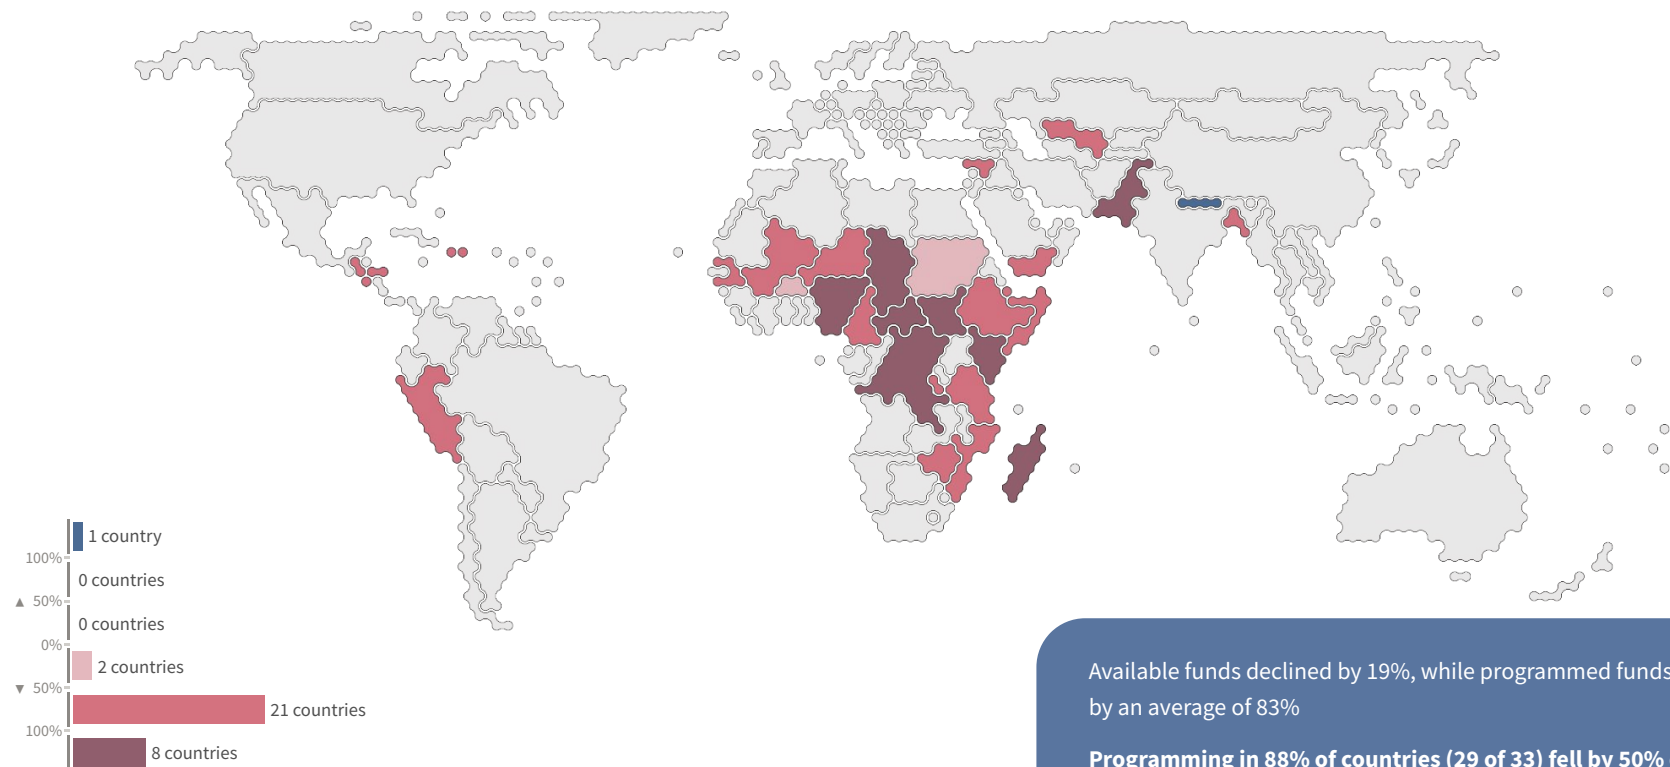 1 country
100%
0 countries
▲ 50%
0 countries
0%
2 countries
▼ 50%
21 countries
100%
8 countries
Available funds declined by 19%, while programmed funds
by an average of 83%
Programming in 88% of countries (29 of 33) fell by 50%